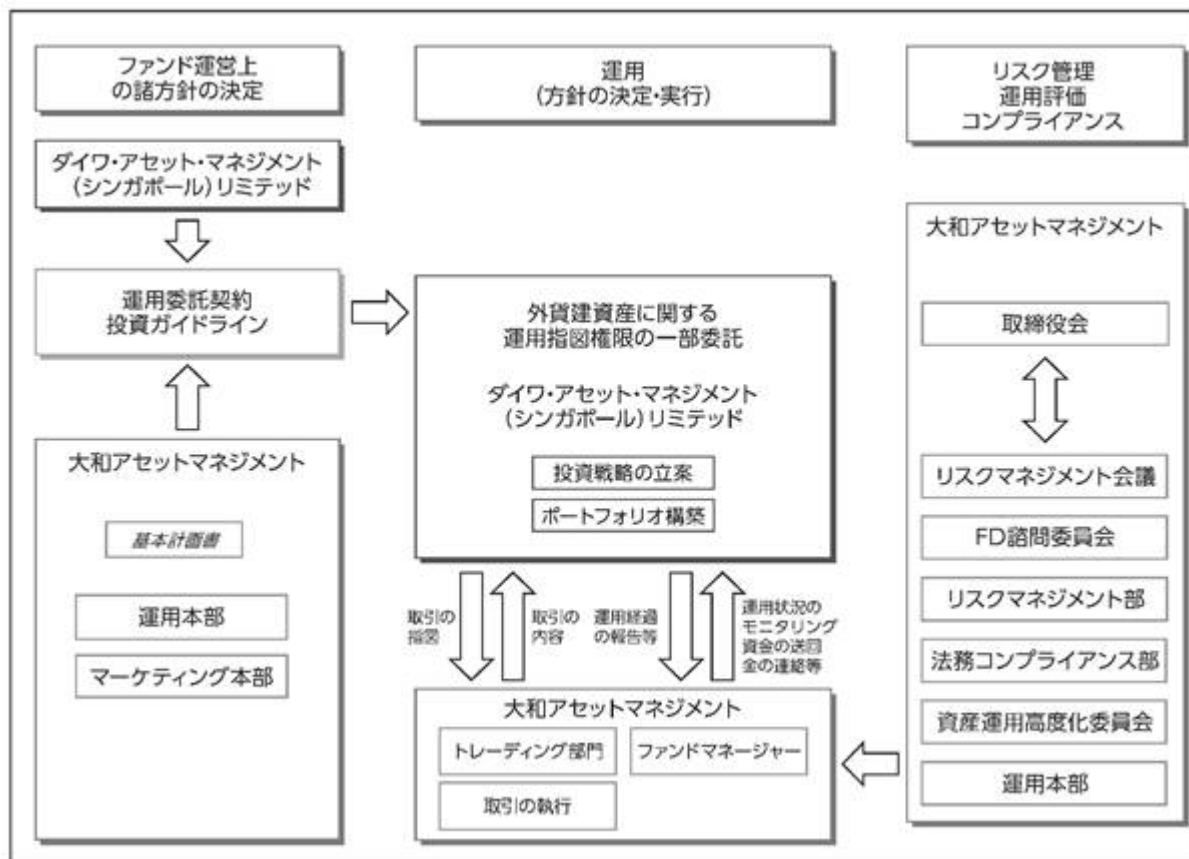 ファンド運営上
の諸方針の決定
ダイワ・アセット・マネジメント
(シンガポール)リミテッド
運用委託契約
投資ガイドライン
大和アセットマネジメント
基本計画書
運用本部
マーケティング本部
運用
(方針の決定・実行)
外貨建資産に関する
運用指図権限の一部委託
ダイワ・アセット・マネジメント
(シンガポール)リミテッド
投資戦略の立案
ポートフォリオ構築
取引の
指図
取引の
内容
運用経過
の報告等
運用状況の
モニタリング
資金の送回
金の連絡等
大和アセットマネジメント
トレーディング部門
ファンドマネージャー
取引の執行
リスク管理
運用評価
コンプライアンス
大和アセットマネジメント
取締役会
リスクマネジメント会議
FD諮問委員会
リスクマネジメント部
法務コンプライアンス部
資産運用高度化委員会
運用本部